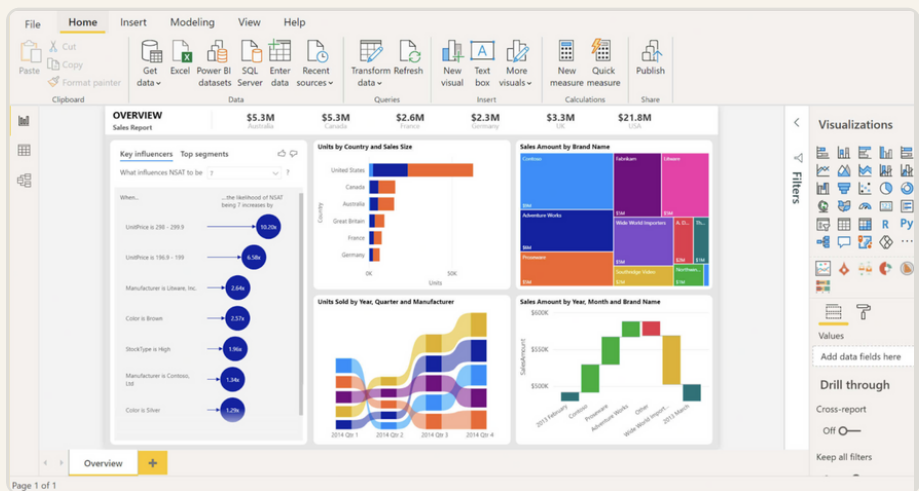 File Home Insert Modeling View Help
Paste
Cut
Copy
Format painter
Clipboard
Get data
Excel
Power BI datasets
SQL Server
Enter data
Recent sources
Data
Transform data
Refresh
Queries
New visual
Text box
More visuals
Insert
New measure
Quick measure
Calculations
Publish
Share
OVERVIEW
Sales Report
$5.3M
Australia
$5.3M
Canada
$2.6M
France
$2.3M
Germany
$3.3M
UK
$21.8M
USA
Key influencers Top segments
What influences NSAT to be 7 ?
When...
...the likelihood of NSAT
being 7 increases by
UnitPrice is 298 - 299.9
10.20x
6.58x
Manufacturer is Litware, Inc.
2.64x
Color is Brown
2.57x
StockType is High
1.96x
Manufacturer is Contoso,
Ltd
1.34x
Color is Silver
1.29x
Units by Country and Sales Size
Country
United States
Canada
Australia
Great Britain
France
Germany
0K 50K
Units
Sales Amount by Brand Name
Contoso
Fabrikam
Litware
Adventure Works
Wide World Importers
A. D...
Th...
Proseware
Southridge Video
Northwin...
Units Sold by Year, Quarter and Manufacturer
2014 Qtr 1 2014 Qtr 2 2014 Qtr 3 2014 Qtr 4
Sales Amount by Year, Month and Brand Name
SalesAmount
$600K
$550K
$500K
2013 February
Contoso
Proseware
Adventure Works
Other
Wide World Import...
2013 March
Filters
Visualizations
R Py
Values
Add data fields here
Drill through
Cross-report
Off
Keep all filters
Overview
Page 1 of 1